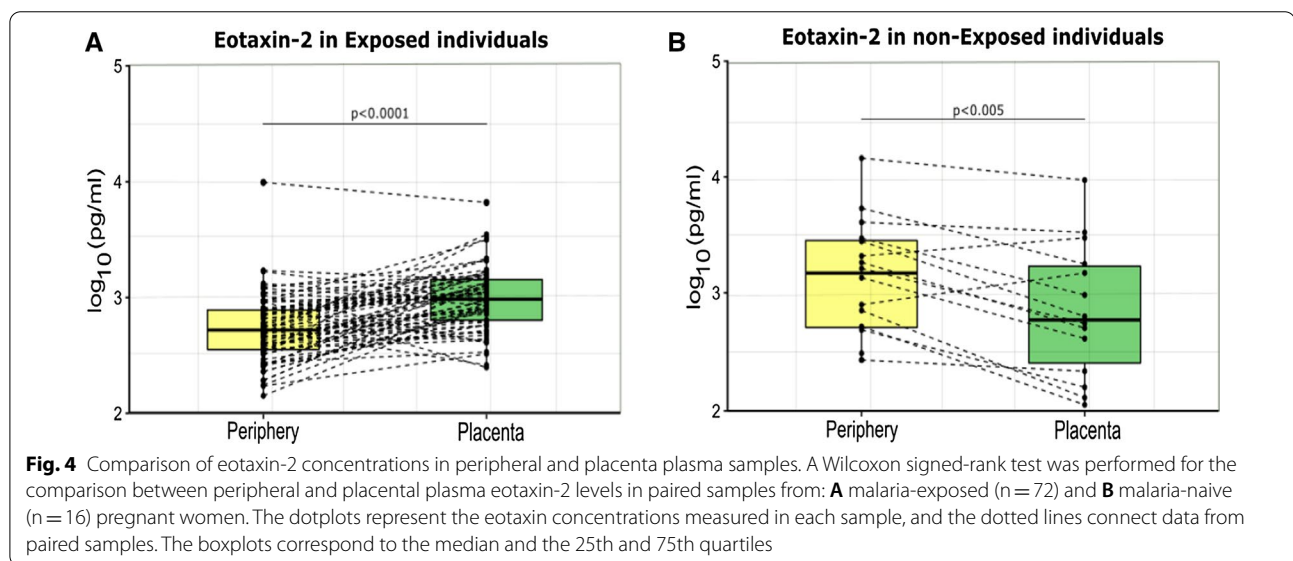 A
Eotaxin-2 in Exposed individuals
5
4
3
2
log10(pg/ml)
p<0.0001
Periphery
Placenta
B
Eotaxin-2 in non-Exposed individuals
5
4
3
2
log10(pg/ml)
p<0.005
Periphery
Placenta
Fig. 4 Comparison of eotaxin-2 concentrations in peripheral and placenta plasma samples. A Wilcoxon signed-rank test was performed for the
comparison between peripheral and placental plasma eotaxin-2 levels in paired samples from: A malaria-exposed (n = 72) and B malaria-naive
(n = 16) pregnant women. The dotplots represent the eotaxin concentrations measured in each sample, and the dotted lines connect data from
paired samples. The boxplots correspond to the median and the 25th and 75th quartiles